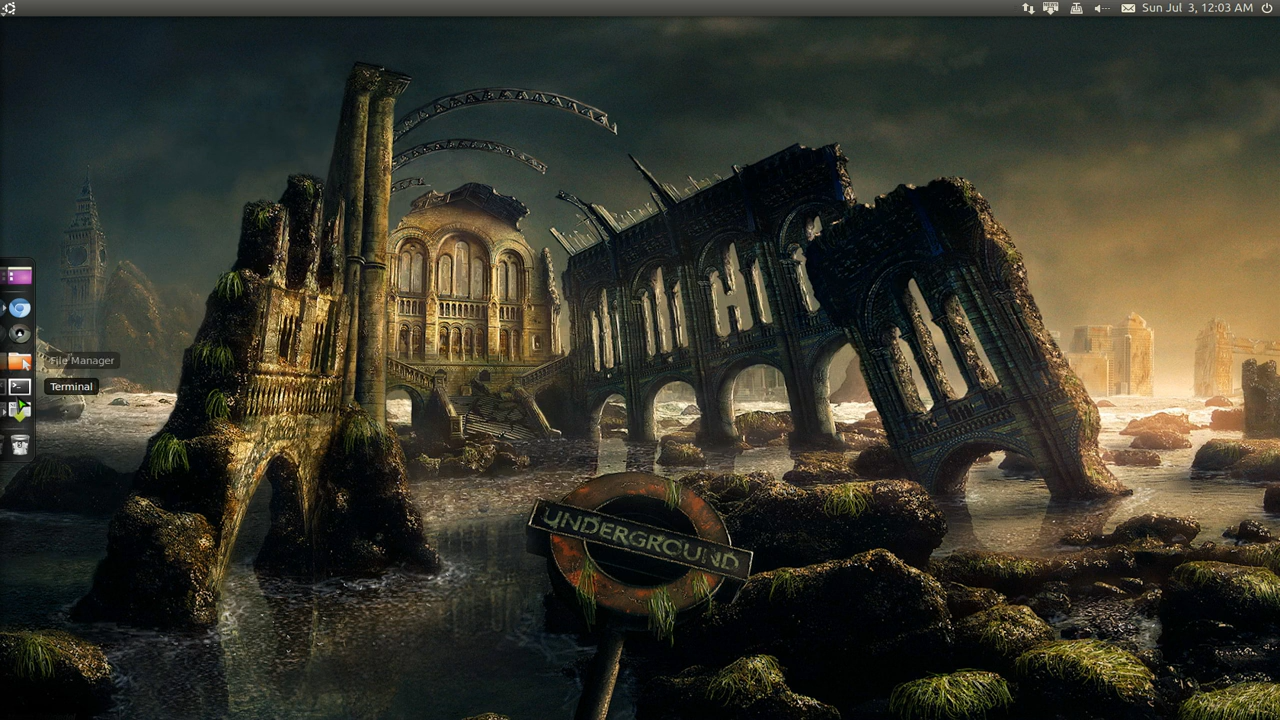 Sun Jul 3, 12:03 AM
File Manager
Terminal
UNDERGROUND